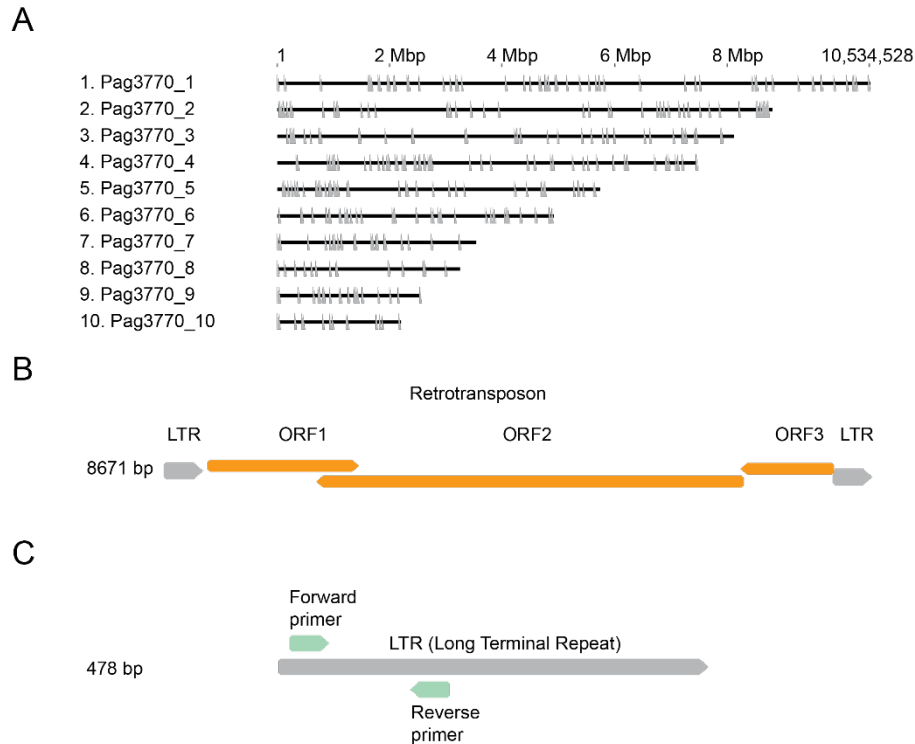 A
1 2 Mbp 4 Mbp 6 Mbp 8 Mbp 10,534,528
1. Pag3770_1
2. Pag3770_2
3. Pag3770_3
4. Pag3770_4
5. Pag3770_5
6. Pag3770_6
7. Pag3770_7
8. Pag3770_8
9. Pag3770_9
10. Pag3770_10
B
Retrotransposon
LTR ORF1 ORF2 ORF3 LTR
8671 bp
C
Forward
primer
LTR (Long Terminal Repeat)
478 bp
Reverse
primer